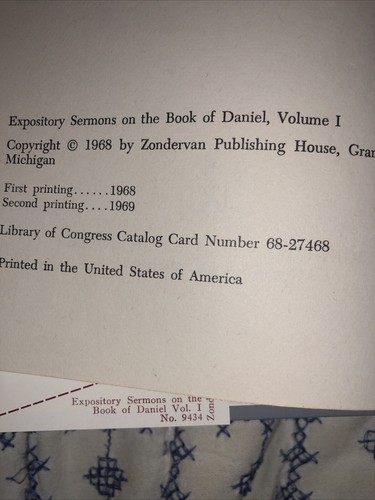 Expository Sermons on the Book of Daniel, Volume I
Copyright © 1968 by Zondervan Publishing House, Gran
Michigan
First printing......1968
Second printing....1969
Library of Congress Catalog Card Number 68-27468
Printed in the United States of America
Expository Sermons on the
Book of Daniel Vol. I
No. 9434
Zond